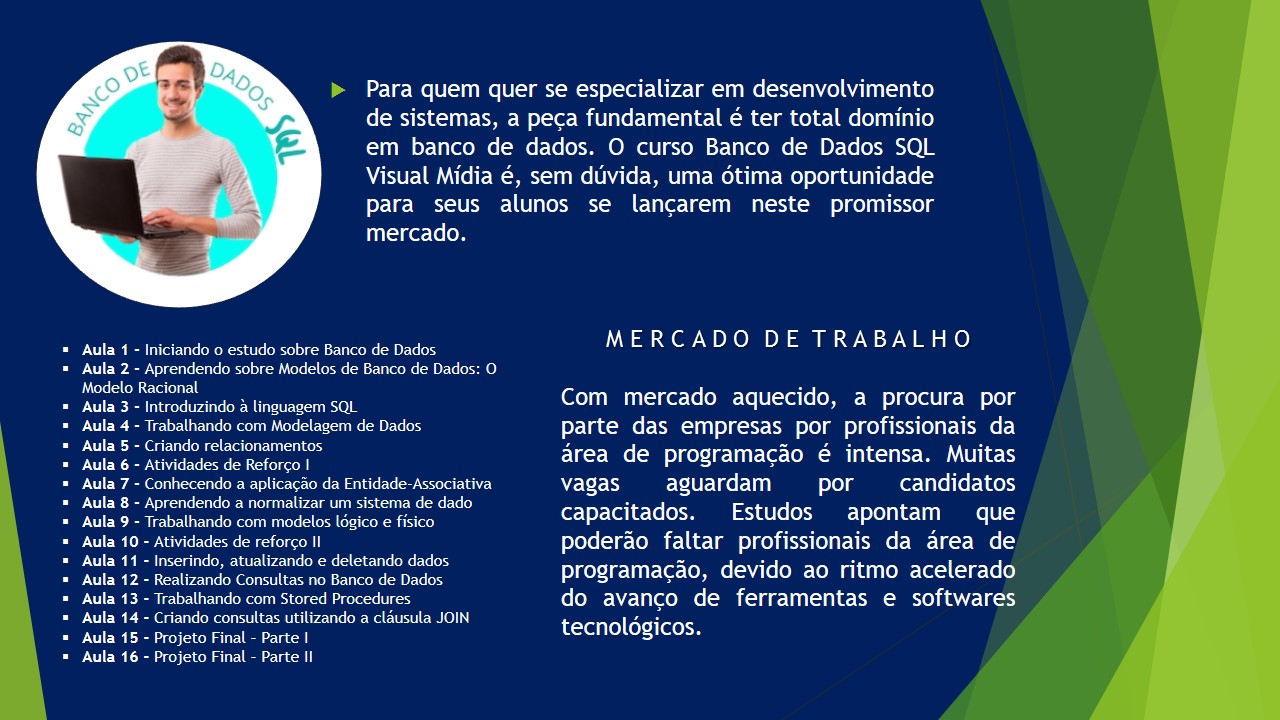 BANCO DE DADOS SQL
Para quem quer se especializar em desenvolvimento
de sistemas, a peça fundamental é ter total domínio
em banco de dados. O curso Banco de Dados SQL
Visual Mídia é, sem dúvida, uma ótima oportunidade
para seus alunos se lançarem neste promissor
mercado.
Aula 1 – Iniciando o estudo sobre Banco de Dados
Aula 2 – Aprendendo sobre Modelos de Banco de Dados: O
Modelo Racional
Aula 3 – Introduzindo à linguagem SQL
Aula 4 – Trabalhando com Modelagem de Dados
Aula 5 – Criando relacionamentos
Aula 6 – Atividades de Reforço I
Aula 7 – Conhecendo a aplicação da Entidade-Associativa
Aula 8 – Aprendendo a normalizar um sistema de dado
Aula 9 – Trabalhando com modelos lógico e físico
Aula 10 – Atividades de reforço II
Aula 11 – Inserindo, atualizando e deletando dados
Aula 12 – Realizando Consultas no Banco de Dados
Aula 13 – Trabalhando com Stored Procedures
Aula 14 – Criando consultas utilizando a cláusula JOIN
Aula 15 – Projeto Final – Parte I
Aula 16 – Projeto Final – Parte II
MERCADO DE TRABALHO
Com mercado aquecido, a procura por
parte das empresas por profissionais da
área de programação é intensa. Muitas
vagas aguardam por candidatos
capacitados. Estudos apontam que
poderão faltar profissionais da área de
programação, devido ao ritmo acelerado
do avanço de ferramentas e softwares
tecnológicos.